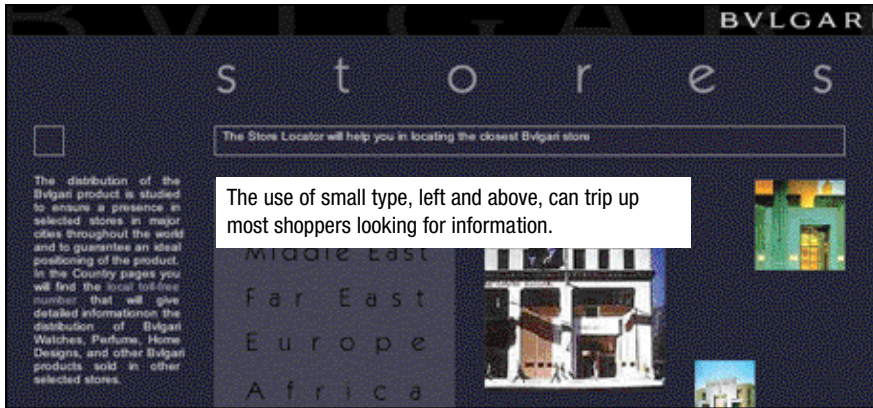 BVLGAR
BVLGAR
stores
The Store Locator will help you in locating the closest Bvlgari store
The distribution of the
Bvlgari product is studied
to ensure a presence in
selected stores in major
cities throughout the world
and to guarantee an ideal
positioning of the product.
In the Country pages you
will find the local toll-free
number that will give
detailed informationon the
distribution of Bvlgari
Watches, Perfume, Home
Designs, and other Bvlgari
products sold in other
selected stores.
The use of small type, left and above, can trip up
most shoppers looking for information.
Middle East
Far East
Europe
Africa